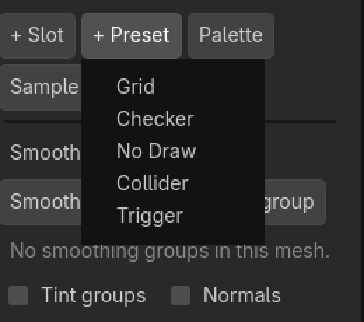 + Slot + Preset Palette
Sample
Grid
Checker
No Draw
Collider
Trigger
Smooth
Smooth group
No smoothing groups in this mesh.
Tint groups Normals